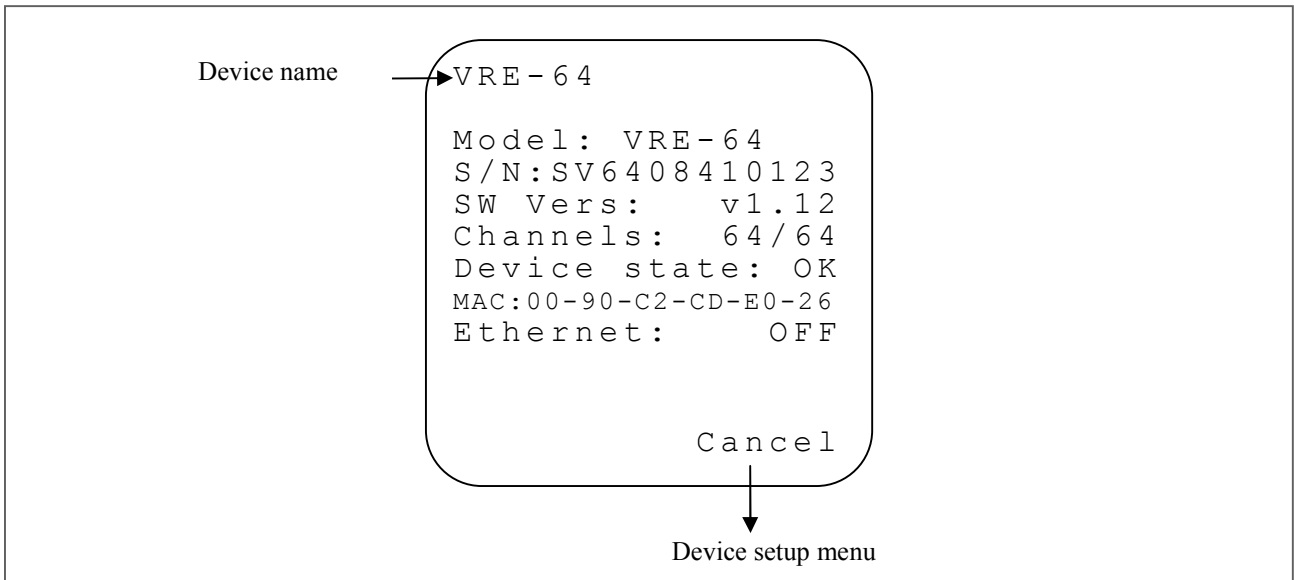 Device name
VRE-64
Model: VRE-64
S/N:SV6408410123
SW Vers: v1.12
Channels: 64/64
Device state: OK
MAC:00-90-C2-CD-E0-26
Ethernet: OFF
Cancel
Device setup menu